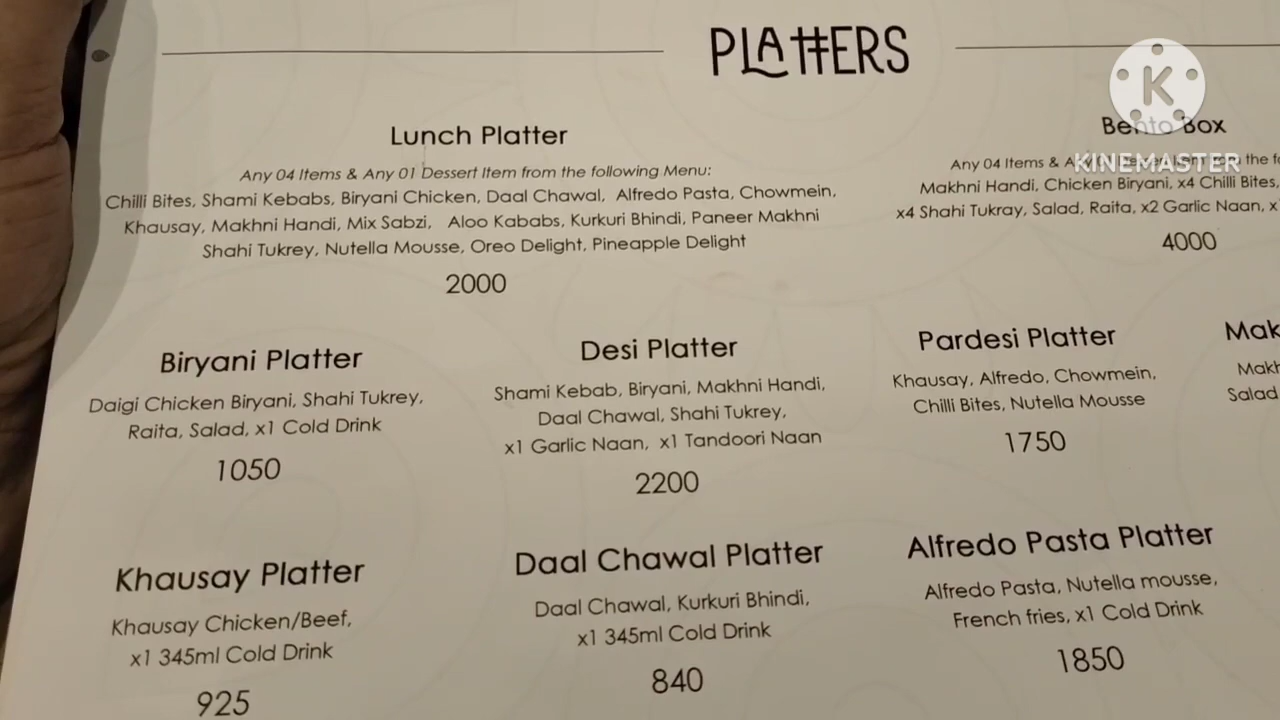 PLATTERS
Lunch Platter
Any 04 Items & Any 01 Dessert Item from the following Menu:
Chilli Bites, Shami Kebabs, Biryani Chicken, Daal Chawal, Alfredo Pasta, Chowmein,
Khausay, Makhni Handi, Mix Sabzi, Aloo Kababs, Kurkuri Bhindi, Paneer Makhni
Shahi Tukrey, Nutella Mousse, Oreo Delight, Pineapple Delight
2000
Bento Box
Any 04 Items & the
Makhni Handi, Chicken Biryani, x4 Chilli Bites,
x4 Shahi Tukray, Salad, Raita, x2 Garlic Naan,
4000
K
KINEMASTER
Biryani Platter
Daigi Chicken Biryani, Shahi Tukrey,
Raita, Salad, x1 Cold Drink
1050
Desi Platter
Shami Kebab, Biryani, Makhni Handi,
Daal Chawal, Shahi Tukrey,
x1 Garlic Naan, x1 Tandoori Naan
2200
Pardesi Platter
Khausay, Alfredo, Chowmein,
Chilli Bites, Nutella Mousse
1750
Mak
Makh
Salad
Khausay Platter
Khausay Chicken/Beef,
x1 345ml Cold Drink
925
Daal Chawal Platter
Daal Chawal, Kurkuri Bhindi,
x1 345ml Cold Drink
840
Alfredo Pasta Platter
Alfredo Pasta, Nutella mousse,
French fries, x1 Cold Drink
1850